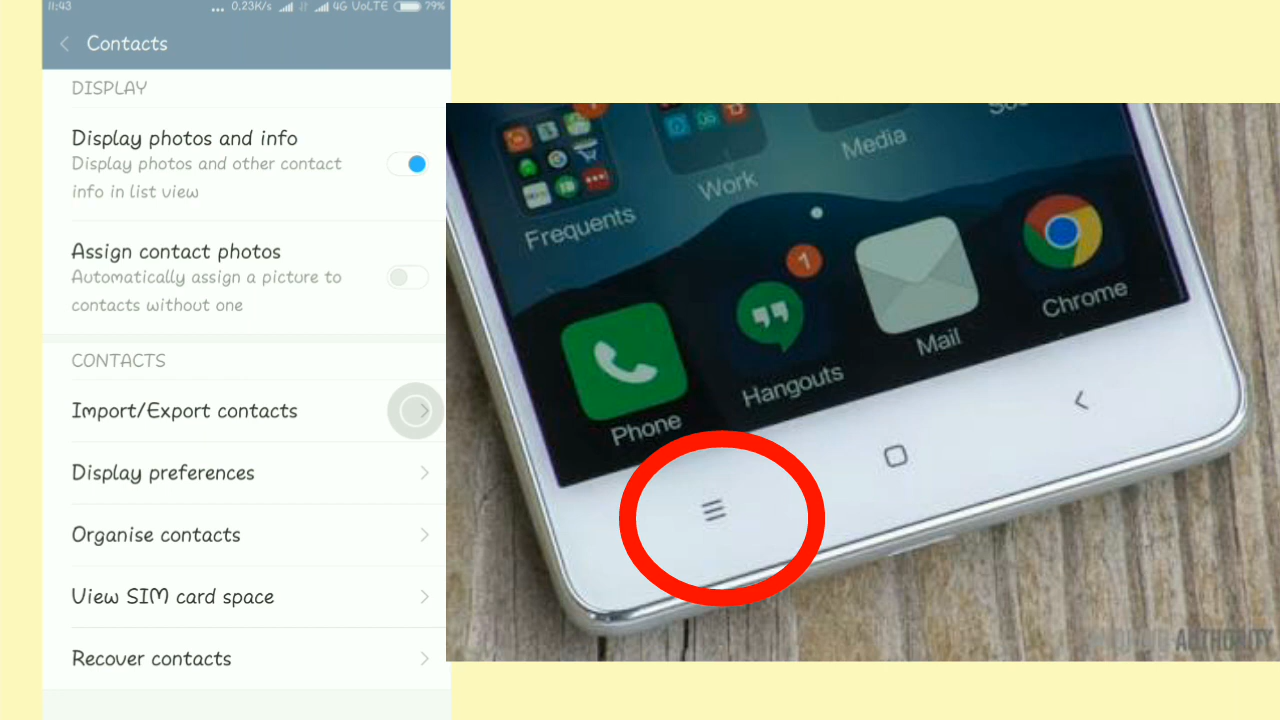 11:43
... 0.23K/s 4G VoLTE 79%
Contacts
DISPLAY
Display photos and info
Display photos and other contact
info in list view
Assign contact photos
Automatically assign a picture to
contacts without one
CONTACTS
Import/Export contacts
Display preferences
Organise contacts
View SIM card space
Recover contacts
Media
Work
Frequents
1
Chrome
Mail
Hangouts
Phone
AUTHORITY